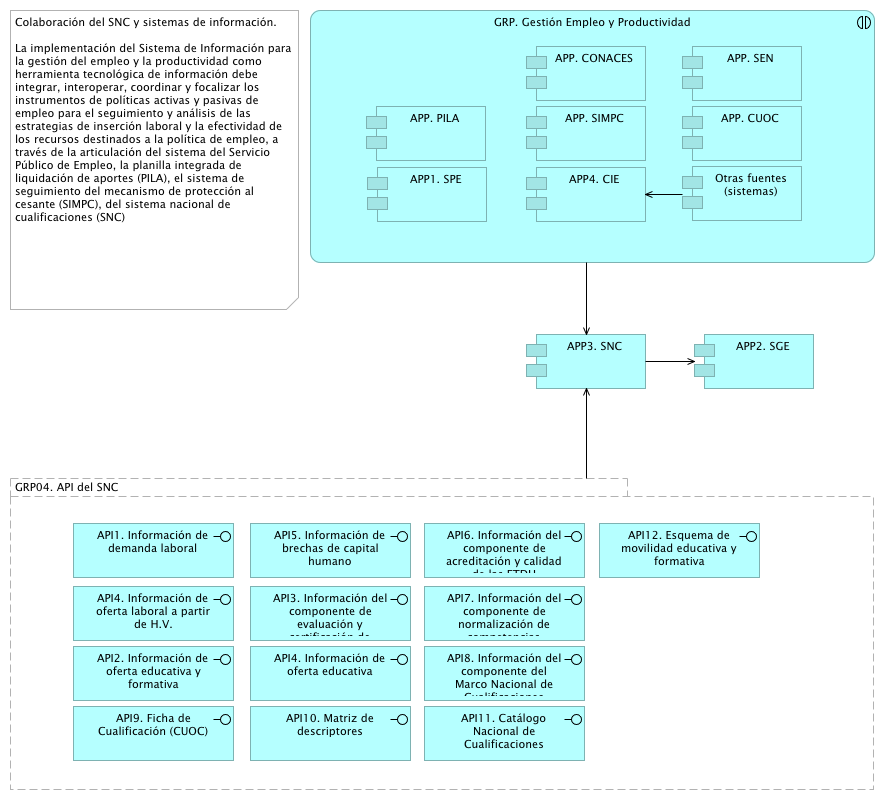 Colaboración del SNC y sistemas de información.
La implementación del Sistema de Información para
la gestión del empleo y la productividad como
herramienta tecnológica de información debe
integrar, interoperar, coordinar y focalizar los
instrumentos de políticas activas y pasivas de
empleo para el seguimiento y análisis de las
estrategias de inserción laboral y la efectividad de
los recursos destinados a la política de empleo, a
través de la articulación del sistema del Servicio
Público de Empleo, la planilla integrada de
liquidación de aportes (PILA), el sistema de
seguimiento del mecanismo de protección al
cesante (SIMPC), del sistema nacional de
cualificaciones (SNC)
GRP. Gestión Empleo y Productividad
APP. CONACES
APP. SEN
APP. PILA
APP. SIMPC
APP. CUOC
APP1. SPE
APP4. CIE
Otras fuentes
(sistemas)
APP3. SNC
APP2. SGE
GRP04. API del SNC
API1. Información de
demanda laboral
API5. Información de
brechas de capital
humano
API6. Información del
componente de
acreditación y calidad
de las ETDH
API12. Esquema de
movilidad educativa y
formativa
API4. Información de
oferta laboral a partir
de H.V.
API3. Información del
componente de
evaluación y
certificación de
API7. Información del
componente de
normalización de
competencias
API2. Información de
oferta educativa y
formativa
API4. Información de
oferta educativa
API8. Información del
componente del
Marco Nacional de
Cualificaciones
API9. Ficha de
Cualificación (CUOC)
API10. Matriz de
descriptores
API11. Catálogo
Nacional de
Cualificaciones